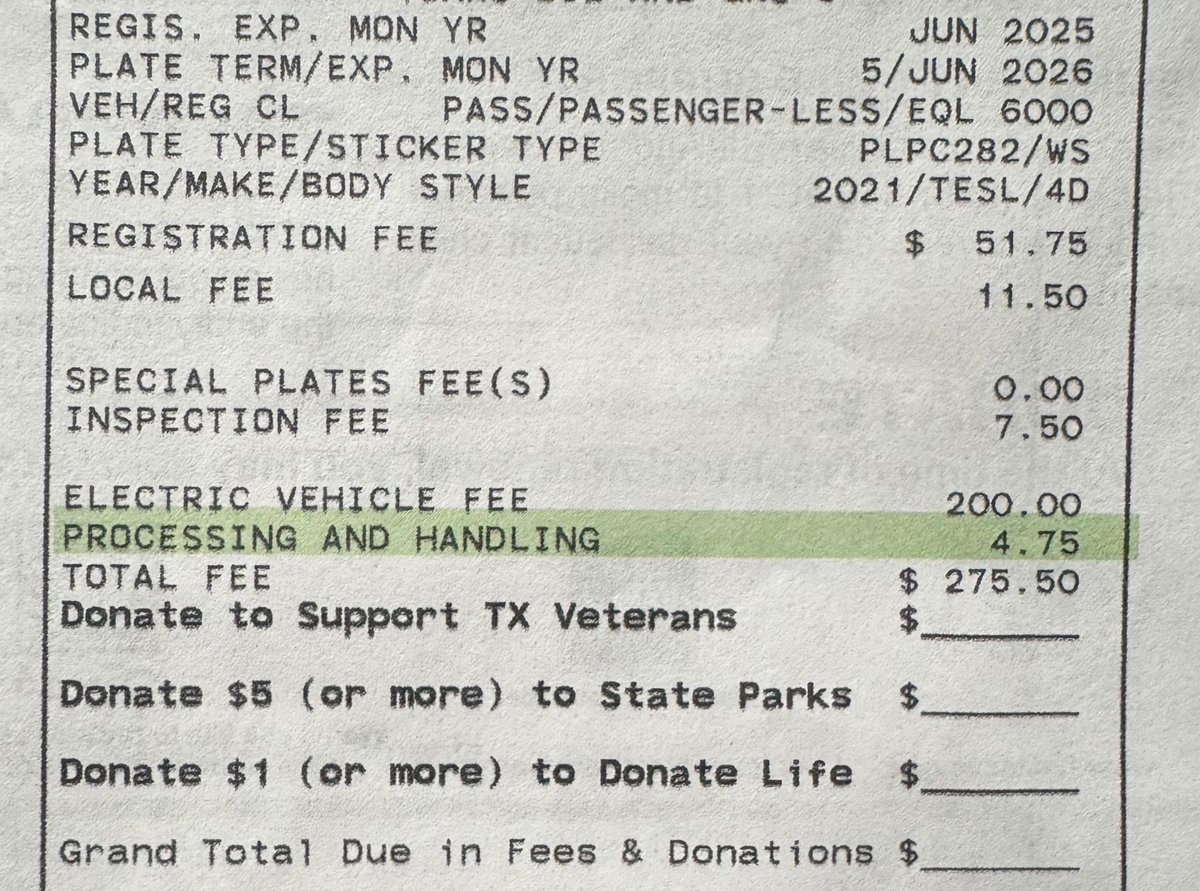 REGIS. EXP. MON YR JUN 2025
PLATE TERM/EXP. MON YR 5/JUN 2026
VEH/REG CL PASS/PASSENGER-LESS/EQL 6000
PLATE TYPE/STICKER TYPE PLPC282/WS
YEAR/MAKE/BODY STYLE 2021/TESL/4D
REGISTRATION FEE $ 51.75
LOCAL FEE 11.50
SPECIAL PLATES FEE(S) 0.00
INSPECTION FEE 7.50
ELECTRIC VEHICLE FEE 200.00
PROCESSING AND HANDLING 4.75
TOTAL FEE $ 275.50
Donate to Support TX Veterans $
Donate $5 (or more) to State Parks $
Donate $1 (or more) to Donate Life $
Grand Total Due in Fees & Donations $